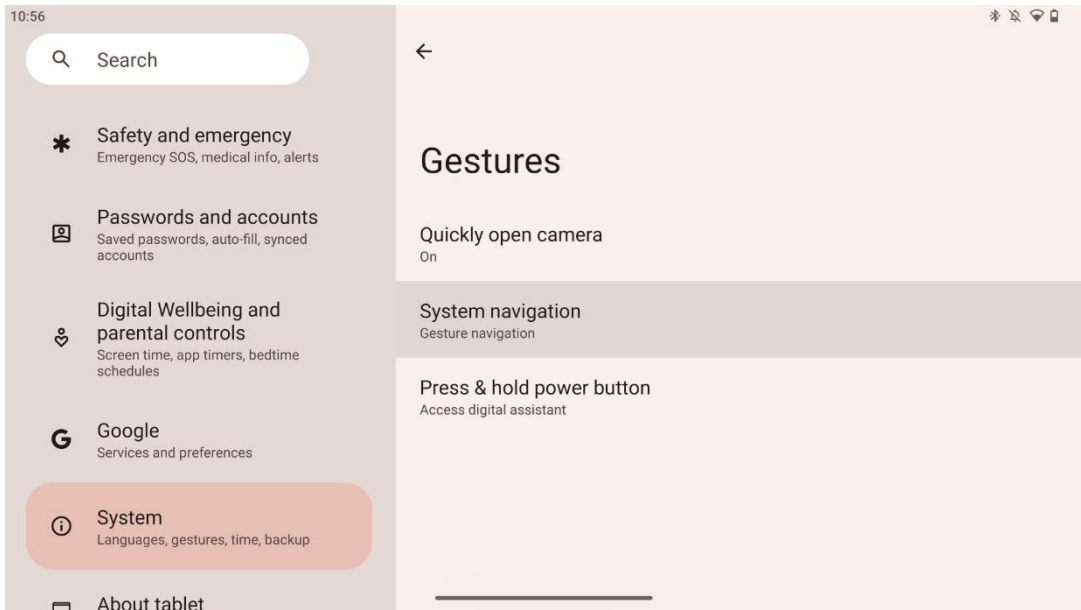 10:56
Search
Safety and emergency
Emergency SOS, medical info, alerts
Passwords and accounts
Saved passwords, auto-fill, synced
accounts
Digital Wellbeing and
parental controls
Screen time, app timers, bedtime
schedules
Google
Services and preferences
System
Languages, gestures, time, backup
About tablet
Gestures
Quickly open camera
On
System navigation
Gesture navigation
Press & hold power button
Access digital assistant